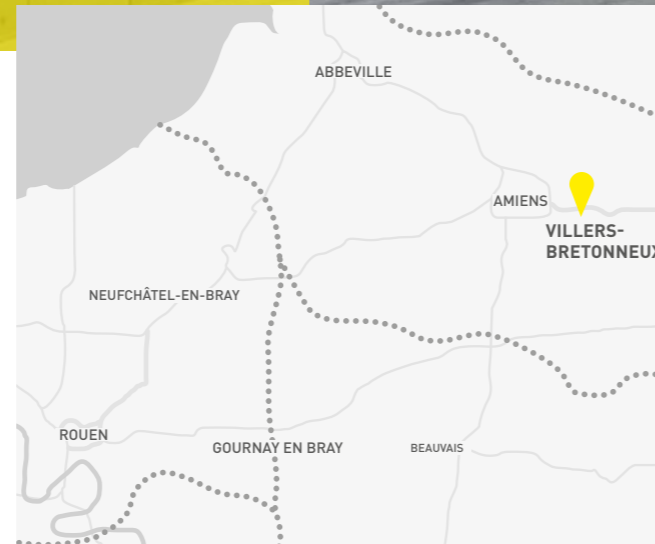 ABBEVILLE
AMIENS
VILLERS-
BRETONNEUX
NEUFCHÂTEL-EN-BRAY
ROUEN
GOURNAY EN BRAY
BEAUVAIS